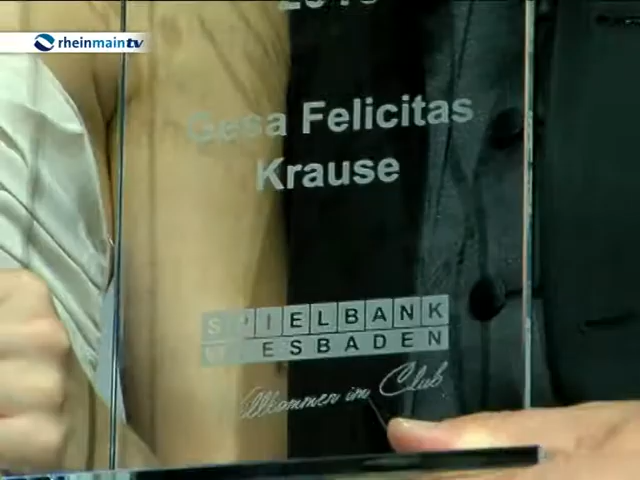 rheinmaintv
Gesa Felicitas
Krause
SPIELBANK
WIESBADEN
Willkommen im Club